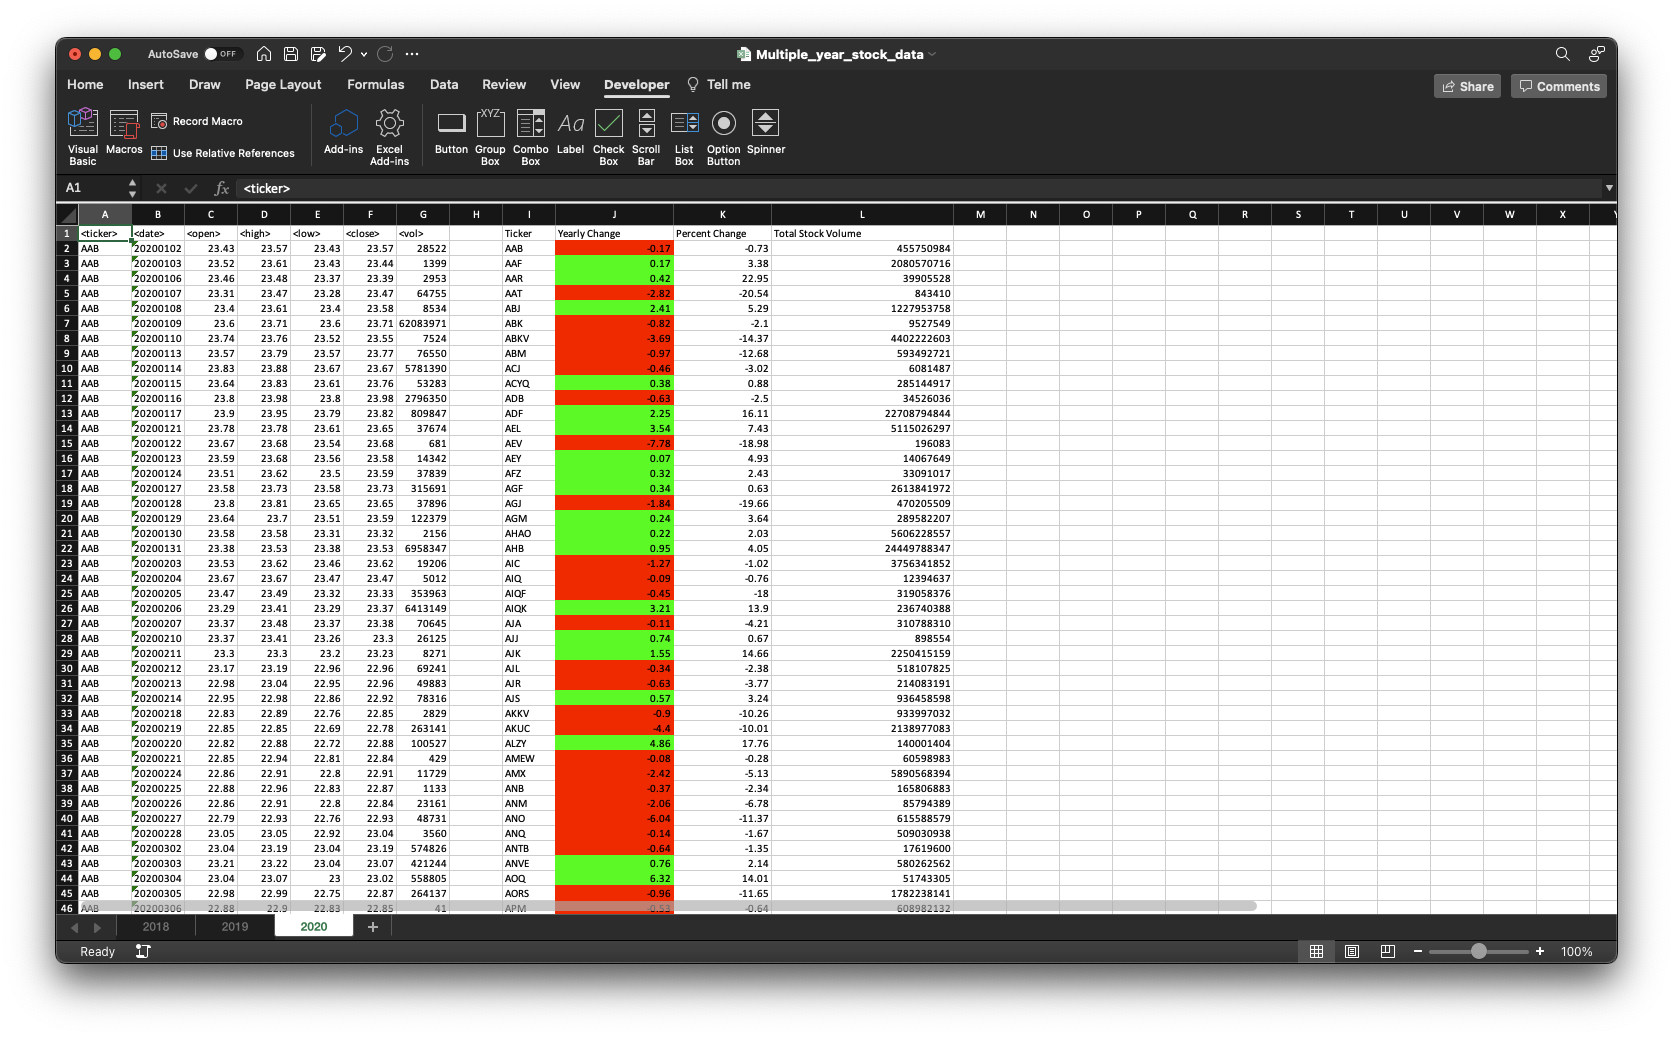 AutoSave OFF Multiple_year_stock_data
Home Insert Draw Page Layout Formulas Data Review View Developer Tell me Share Comments
Visual Basic Macros Record Macro Use Relative References Add-ins Excel Add-ins Button Group Box Combo Box Label Check Box Scroll Bar List Box Option Button Spinner
XYZ Aa
A1 fx <ticker>
A B C D E F G H I J K L M N O P Q R S T U V W X Y
1 <ticker> <date> <open> <high> <low> <close> <vol> Ticker Yearly Change Percent Change Total Stock Volume
2 AAB 20200102 23.43 23.57 23.43 23.57 28522 AAB -0.17 -0.73 455750984
3 AAB 20200103 23.52 23.61 23.43 23.44 1399 AAF 0.17 3.38 2080570716
4 AAB 20200106 23.46 23.48 23.37 23.39 2953 AAR 0.42 22.95 39905528
5 AAB 20200107 23.31 23.47 23.28 23.47 64755 AAT -2.82 -20.54 843410
6 AAB 20200108 23.4 23.61 23.4 23.58 8534 ABJ 2.41 5.29 1227953758
7 AAB 20200109 23.6 23.71 23.6 23.71 62083971 ABK -0.82 -2.1 9527549
8 AAB 20200110 23.74 23.76 23.52 23.55 7524 ABKV -3.69 -14.37 4402222603
9 AAB 20200113 23.57 23.79 23.57 23.77 76550 ABM -0.97 -12.68 593492721
10 AAB 20200114 23.83 23.88 23.67 23.67 5781390 ACJ -0.46 -3.02 6081487
11 AAB 20200115 23.64 23.83 23.61 23.76 53283 ACYQ 0.38 0.88 285144917
12 AAB 20200116 23.8 23.98 23.8 23.98 2796350 ADB -0.63 -2.5 34526036
13 AAB 20200117 23.9 23.95 23.79 23.82 809847 ADF 2.25 16.11 22708794844
14 AAB 20200121 23.78 23.78 23.61 23.65 37674 AEL 3.54 7.43 5115026297
15 AAB 20200122 23.67 23.68 23.54 23.68 681 AEV -7.78 -18.98 196083
16 AAB 20200123 23.59 23.68 23.56 23.58 14342 AEY 0.07 4.93 14067649
17 AAB 20200124 23.51 23.62 23.5 23.59 37839 AFZ 0.32 2.43 33091017
18 AAB 20200127 23.58 23.73 23.58 23.73 315691 AGF 0.34 0.63 2613841972
19 AAB 20200128 23.8 23.81 23.65 23.65 37896 AGJ -1.84 -19.66 470205509
20 AAB 20200129 23.64 23.7 23.51 23.59 122379 AGM 0.24 3.64 289582207
21 AAB 20200130 23.58 23.58 23.31 23.32 2156 AHAO 0.22 2.03 5606228557
22 AAB 20200131 23.38 23.53 23.38 23.53 6958347 AHB 0.95 4.05 24449788347
23 AAB 20200203 23.53 23.62 23.46 23.62 19206 AIC -1.27 -1.02 3756341852
24 AAB 20200204 23.67 23.67 23.47 23.47 5012 AIQ -0.09 -0.76 12394637
25 AAB 20200205 23.47 23.49 23.32 23.33 353963 AIQF -0.45 -18 319058376
26 AAB 20200206 23.29 23.41 23.29 23.37 6413149 AIQK 3.21 13.9 236740388
27 AAB 20200207 23.37 23.48 23.37 23.38 70645 AJA -0.11 -4.21 310788310
28 AAB 20200210 23.37 23.41 23.26 23.3 26125 AJJ 0.74 0.67 898554
29 AAB 20200211 23.3 23.3 23.2 23.23 8271 AJK 1.55 14.66 2250415159
30 AAB 20200212 23.17 23.19 22.96 22.96 69241 AJL -0.34 -2.38 518107825
31 AAB 20200213 22.98 23.04 22.95 22.96 49883 AJR -0.63 -3.77 214083191
32 AAB 20200214 22.95 22.98 22.86 22.92 78316 AJS 0.57 3.24 936458598
33 AAB 20200218 22.83 22.89 22.76 22.85 2829 AKKV -0.9 -10.26 933997032
34 AAB 20200219 22.85 22.85 22.69 22.78 263141 AKUC -4.4 -10.01 2138977083
35 AAB 20200220 22.82 22.88 22.72 22.88 100527 ALZY 4.86 17.76 140001404
36 AAB 20200221 22.85 22.94 22.81 22.84 429 AMEW -0.08 -0.28 60598983
37 AAB 20200224 22.86 22.91 22.8 22.91 11729 AMX -2.42 -5.13 5890568394
38 AAB 20200225 22.88 22.96 22.83 22.87 1133 ANB -0.37 -2.34 165806883
39 AAB 20200226 22.86 22.91 22.8 22.84 23161 ANM -2.06 -6.78 85794389
40 AAB 20200227 22.79 22.93 22.76 22.93 48731 ANO -6.04 -11.37 615588579
41 AAB 20200228 23.05 23.05 22.92 23.04 3560 ANQ -0.14 -1.67 509030938
42 AAB 20200302 23.04 23.19 23.04 23.19 574826 ANTB -0.64 -1.35 17619600
43 AAB 20200303 23.21 23.22 23.04 23.07 421244 ANVE 0.76 2.14 580262562
44 AAB 20200304 23.04 23.07 23 23.02 558805 AOQ 6.32 14.01 51743305
45 AAB 20200305 22.98 22.99 22.75 22.87 264137 AORS -0.96 -11.65 1782238141
46 AAB 20200306 22.88 22.9 22.83 22.85 41 APM -0.53 -0.64 608982132
2018 2019 2020 +
Ready 100%